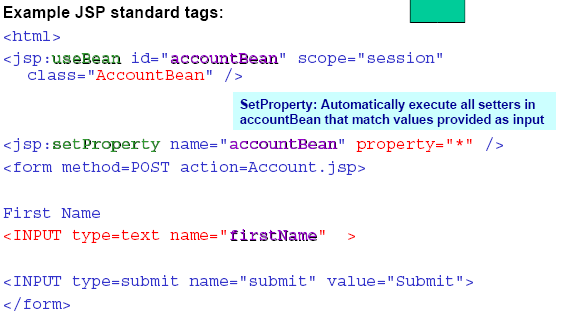 Example JSP standard tags:
<html>
<jsp:useBean id="accountBean" scope="session"
class="AccountBean" />
SetProperty: Automatically execute all setters in
accountBean that match values provided as input
<jsp:setProperty name="accountBean" property="*" />
<form method=POST action=Account.jsp>
First Name
<INPUT type=text name="firstName"  >
<INPUT type=submit name="submit" value="Submit">
</form>